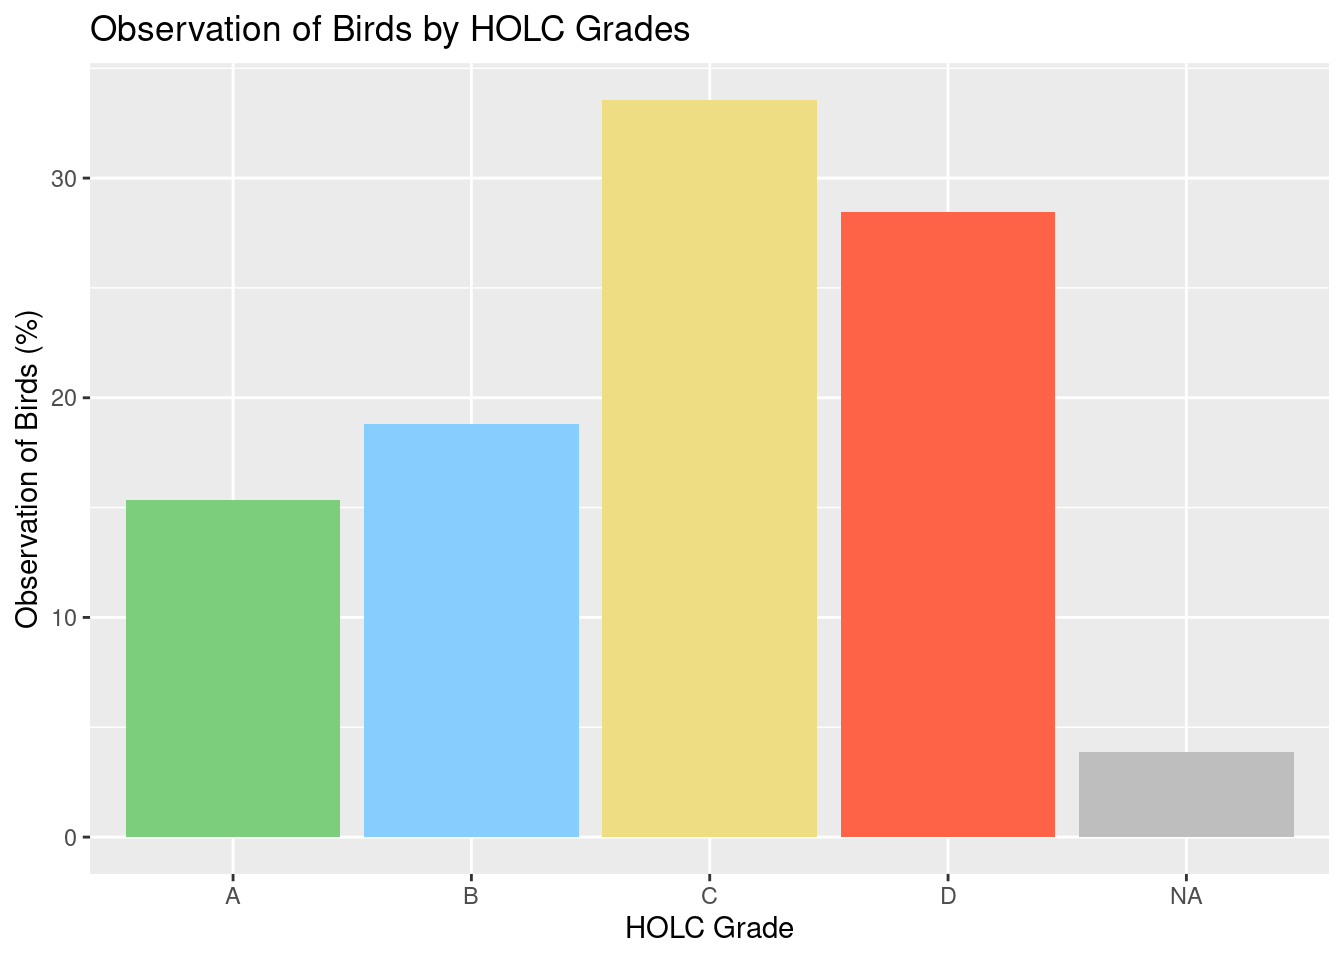 Observation of Birds by HOLC Grades
Observation of Birds (%)
30
20
10
0
A B C D NA
HOLC Grade